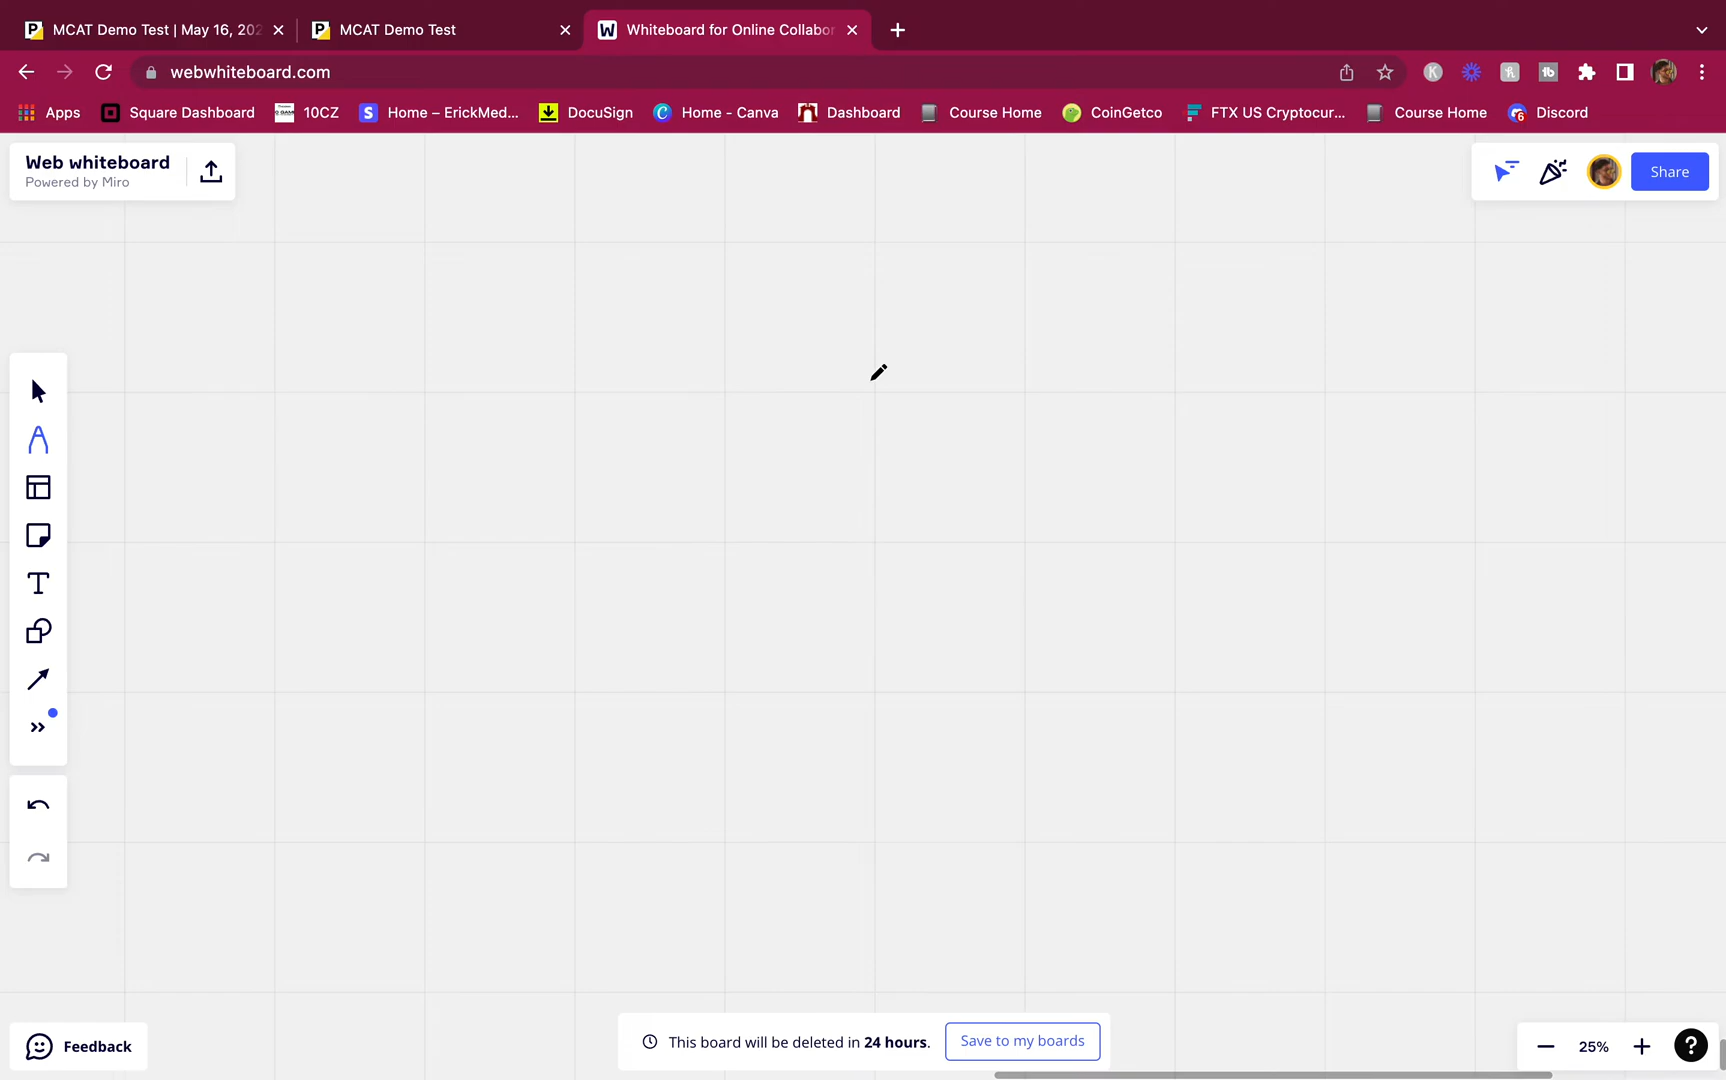 MCAT Demo Test | May 16, 202
MCAT Demo Test
Whiteboard for Online Collabor
webwhiteboard.com
Apps
Square Dashboard
10CZ
Home – ErickMed...
DocuSign
Home - Canva
Dashboard
Course Home
CoinGetco
FTX US Cryptocur...
Course Home
Discord
Web whiteboard
Powered by Miro
Share
Feedback
This board will be deleted in 24 hours.
Save to my boards
25%